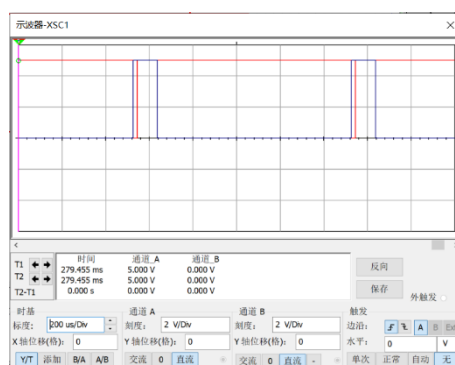 示波器-XSC1
T1
T2
T2-T1
时间 通道_A 通道_B
279.455 ms 5.000 V 0.000 V
279.455 ms 5.000 V 0.000 V
0.000 s 0.000 V 0.000 V
反向
保存
外触发
时基
标度: 200 us/Div
X 轴位移(格): 0
Y/T 添加 B/A A/B
通道 A
刻度: 2 V/Div
Y 轴位移(格): 0
交流 0 直流
通道 B
刻度: 2 V/Div
Y 轴位移(格): 0
交流 0 直流 -
触发
边沿: A B Ext
水平: 0 V
单次 正常 自动 无